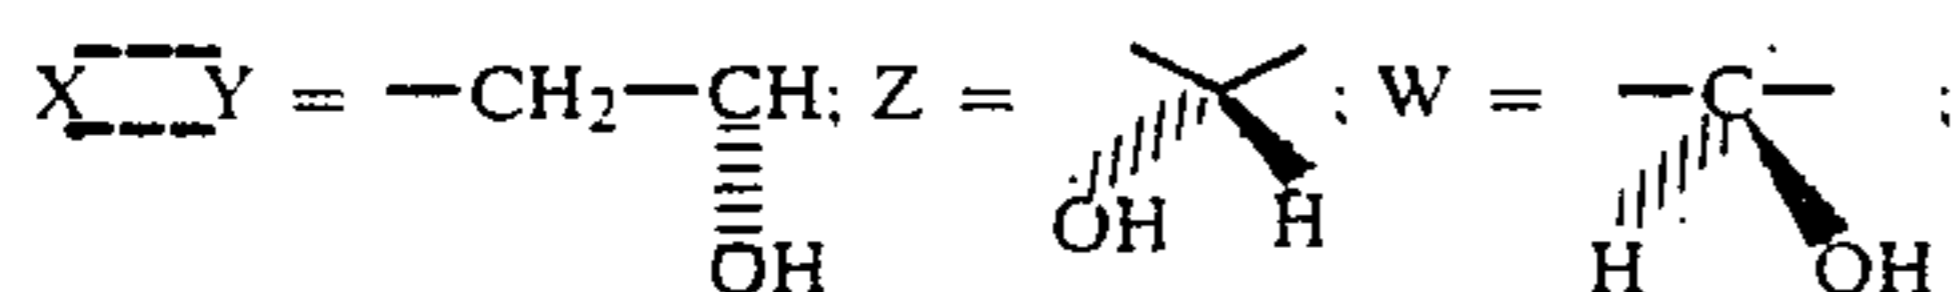 X Y = —CH₂—CH; Z = ; W = —C— ;
OH OH H H OH